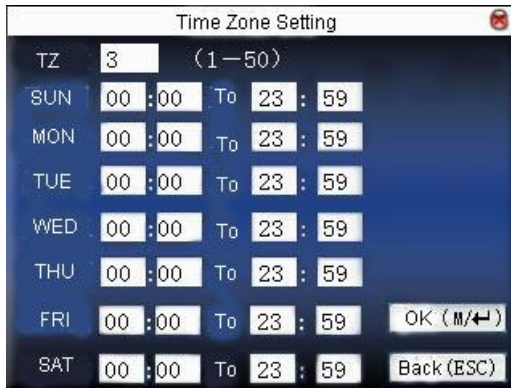 Time Zone Setting
TZ 3 (1—50)
SUN 00:00 To 23:59
MON 00:00 To 23:59
TUE 00:00 To 23:59
WED 00:00 To 23:59
THU 00:00 To 23:59
FRI 00:00 To 23:59 OK (M/↵)
SAT 00:00 To 23:59 Back(ESC)